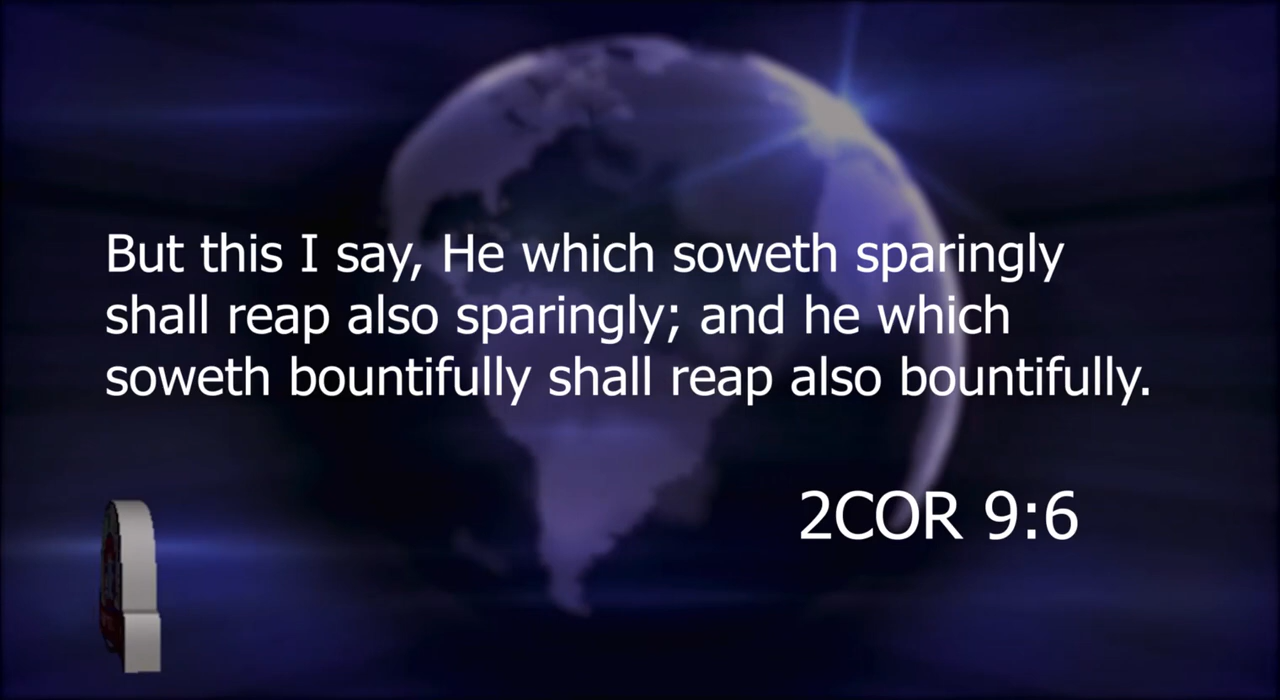 But this I say, He which soweth sparingly
shall reap also sparingly; and he which
soweth bountifully shall reap also bountifully.
2COR 9:6